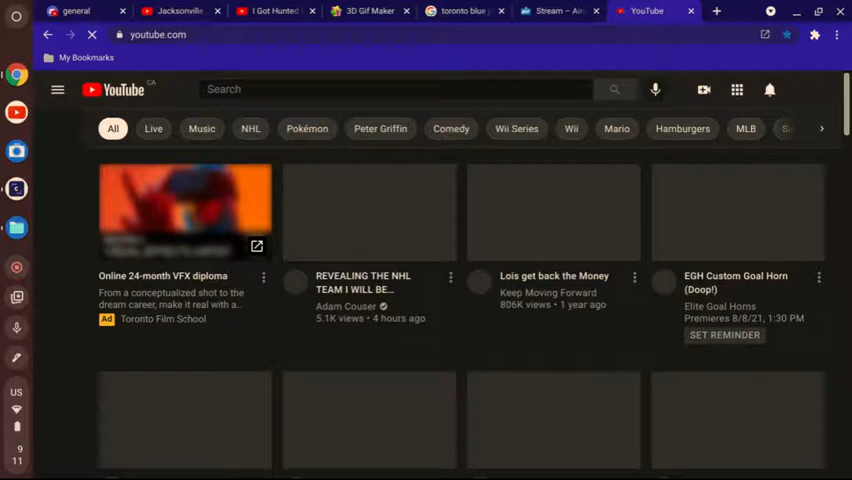 general
Jacksonville
I Got Hunted
3D Gif Maker
toronto blue j
Stream – Air
YouTube
youtube.com
My Bookmarks
YouTube CA
Search
All
Live
Music
NHL
Pokémon
Peter Griffin
Comedy
Wii Series
Wii
Mario
Hamburgers
MLB
Online 24-month VFX diploma
From a conceptualized shot to the
dream career, make it real with a…
Ad Toronto Film School
REVEALING THE NHL
TEAM I WILL BE…
Adam Couser
5.1K views • 4 hours ago
Lois get back the Money
Keep Moving Forward
806K views • 1 year ago
EGH Custom Goal Horn
(Doop!)
Elite Goal Horns
Premieres 8/8/21, 1:30 PM
SET REMINDER
US
9
11